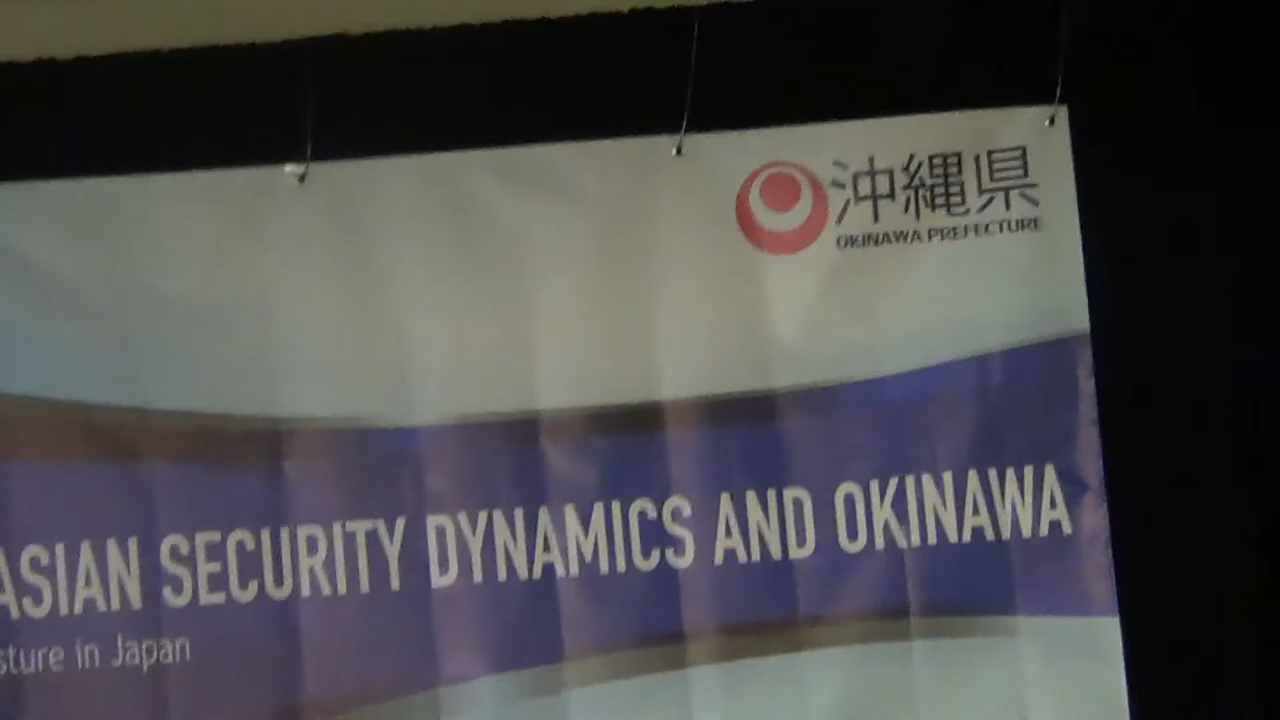 沖縄県
OKINAWA PREFECTURE
ASIAN SECURITY DYNAMICS AND OKINAWA
sture in Japan